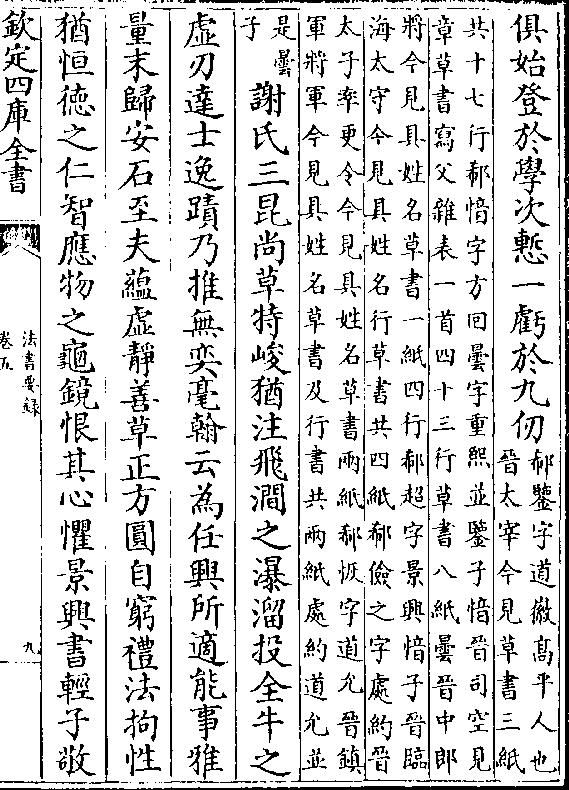 俱始登於學次慙一虧於九仞郗鑒字道徽高平人也
晉太宰今見草書三紙
共十七行郗愔字方回曇字重熙並鑒子愔晉司空見
章草書寫父雜表一首四十三行草書八紙曇晉中郎
將今見具姓名草書一紙四行郗超字景興愔子晉臨
海太守今見具姓名行草書共四紙郗儉之字處約晉
太子率更令今見具姓名草書兩紙郗恢字道允晉鎮
軍將軍今見具姓名草書及行書共兩紙處約道允並
是曇
子
謝氏三昆尚草特峻猶注飛澗之瀑溜投全牛之
虛刃達士逸蹟乃推無奕毫翰云為任興所適能事雅
量末歸安石至夫蘊虛靜善草正方圓自窮禮法拘性
猶恒徳之仁智應物之龜鏡恨其心懼景興書輕子敬
欽定四庫全書
法書要録
卷五
九